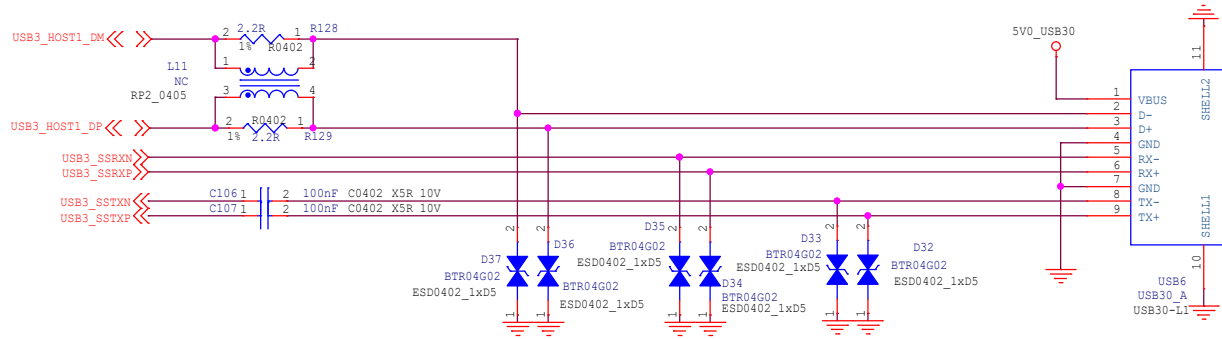 2 2.2R 1 R128
USB3_HOST1_DM
1% R0402
5V0_USB30
11
L11
1 2
NC
RP2_0405
3 4
SHELL2
1 VBUS
2 D-
USB3_HOST1_DP
2 R0402 1
1% 2.2R R129
3 D+
4 GND
USB3_SSRXN
5 RX-
USB3_SSRXP
6 RX+
7 GND
USB3_SSTXN
C106 1 2 100nF C0402 X5R 10V
8 TX-
USB3_SSTXP
C107 1 2 100nF C0402 X5R 10V
9 TX+
SHELL1
2 2 2 2 2 2
D37
BTR04G02
ESD0402_1xD5
D36
BTR04G02
ESD0402_1xD5
D35
BTR04G02
ESD0402_1xD5
D34
BTR04G02
ESD0402_1xD5
D33
BTR04G02
ESD0402_1xD5
D32
BTR04G02
ESD0402_1xD5
1 1 1 1 1 1
10
USB6
USB30_A
USB30-L1